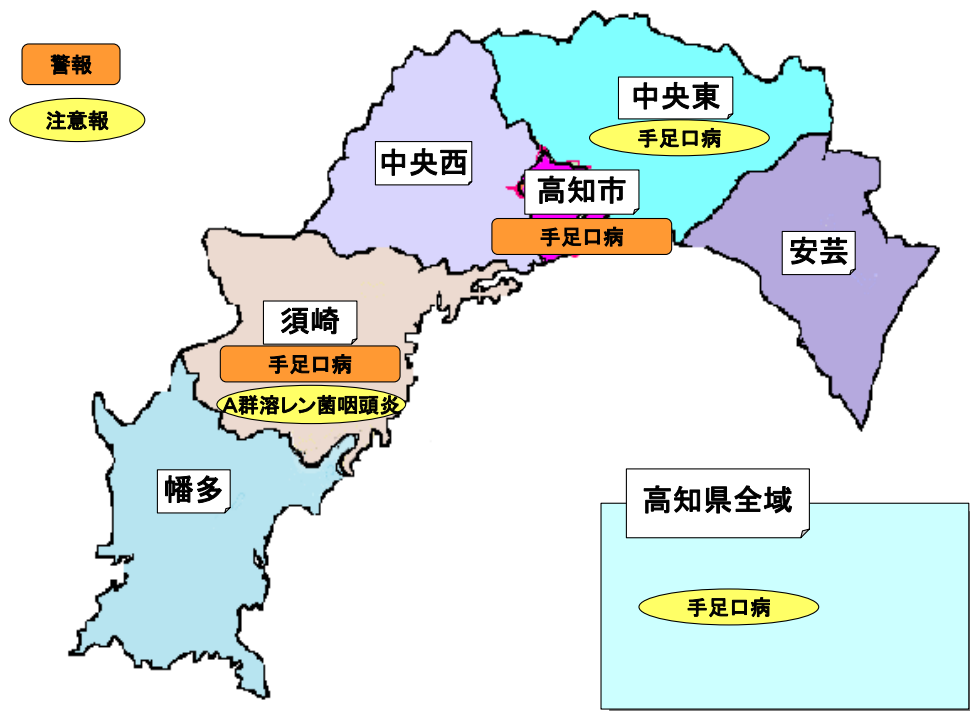 警報
注意報
中央東
手足口病
中央西
高知市
手足口病
安芸
須崎
手足口病
A群溶レン菌咽頭炎
幡多
高知県全域
手足口病